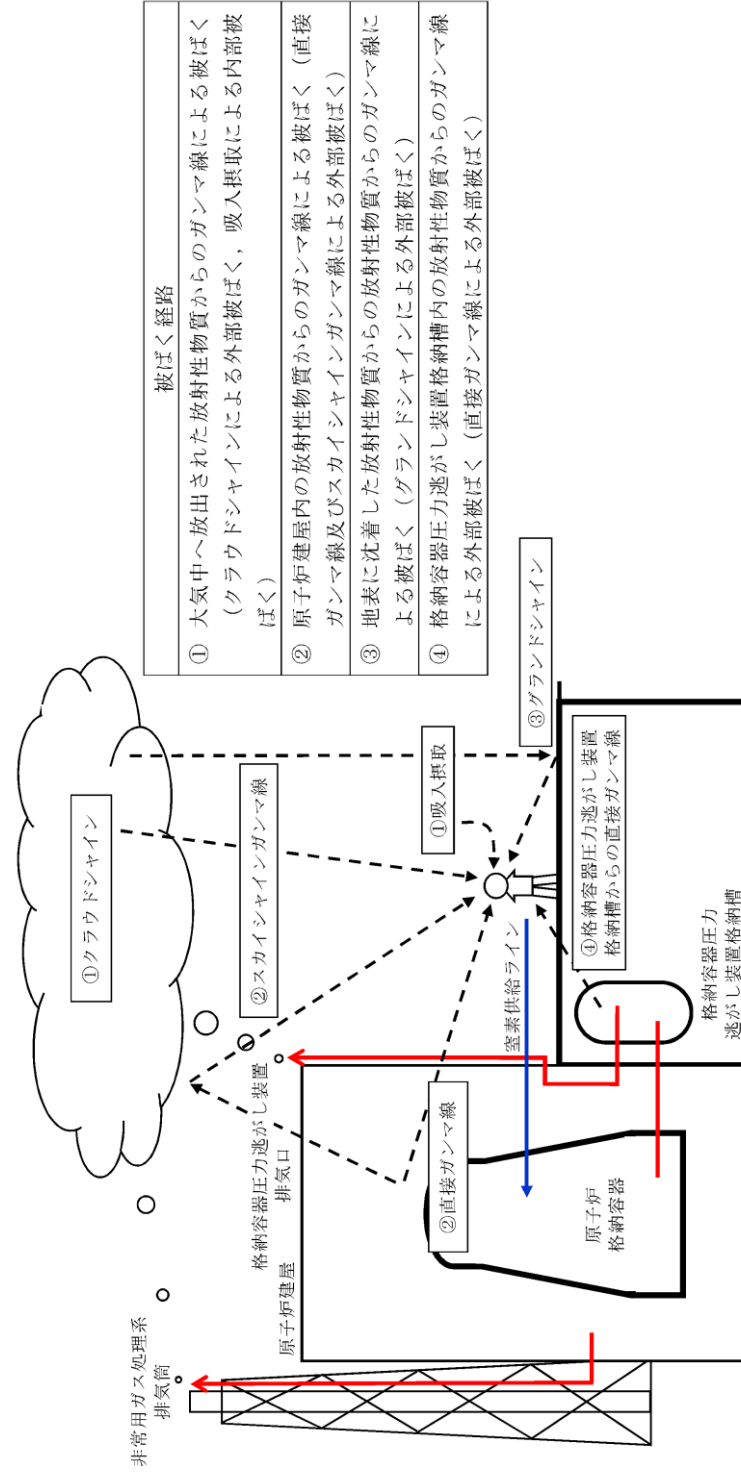 非常用ガス処理系
排気筒
原子炉建屋
格納容器圧力逃がし装置
排気口
①クラウドシャイン
②スカイシャインガンマ線
②直接ガンマ線
原子炉
格納容器
窒素供給ライン
①吸入摂取
③グランドシャイン
④格納容器圧力逃がし装置
格納槽からの直接ガンマ線
格納容器圧力
逃がし装置格納槽
被ばく経路
① 大気中へ放出された放射性物質からのガンマ線による被ばく
(クラウドシャインによる外部被ばく，吸入摂取による内部被
ばく)
② 原子炉建屋内の放射性物質からのガンマ線による被ばく（直接
ガンマ線及びスカイシャインガンマ線による外部被ばく）
③ 地表に沈着した放射性物質からの放射性物質からのガンマ線に
よる被ばく（グランドシャインによる外部被ばく）
④ 格納容器圧力逃がし装置格納槽内の放射性物質からのガンマ線
による外部被ばく（直接ガンマ線による外部被ばく）